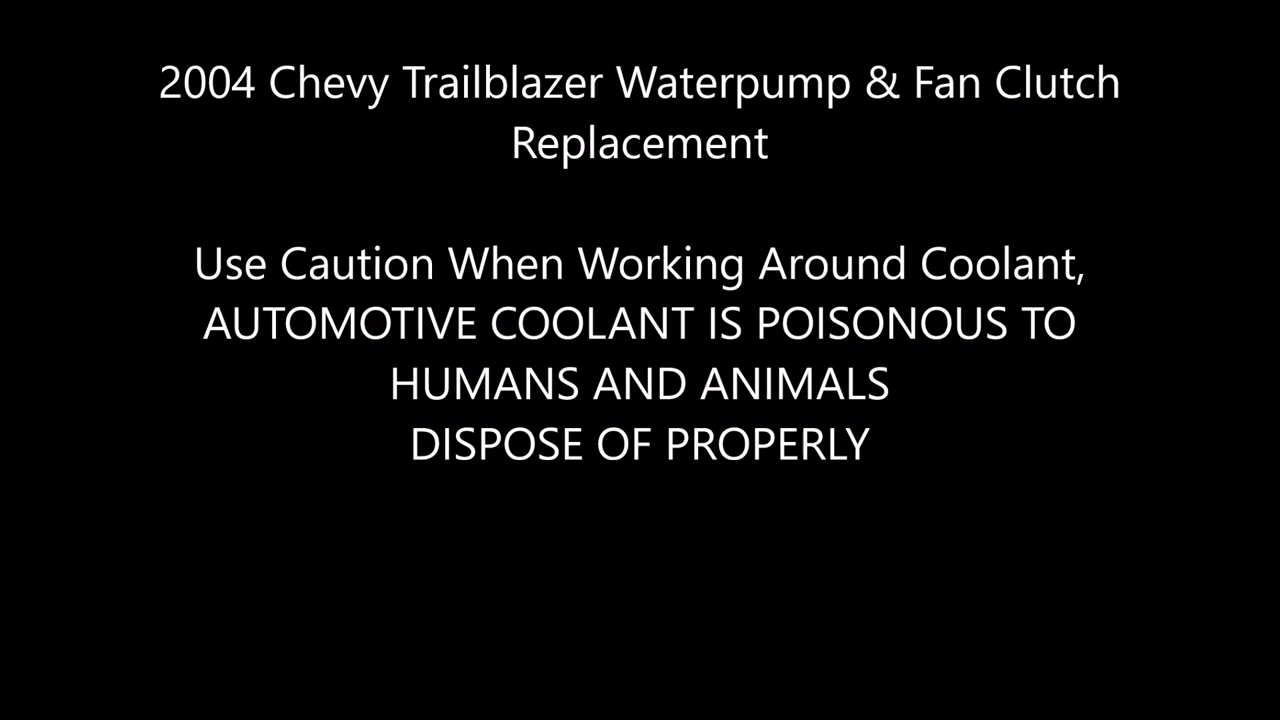 2004 Chevy Trailblazer Waterpump & Fan Clutch
Replacement
Use Caution When Working Around Coolant,
AUTOMOTIVE COOLANT IS POISONOUS TO
HUMANS AND ANIMALS
DISPOSE OF PROPERLY